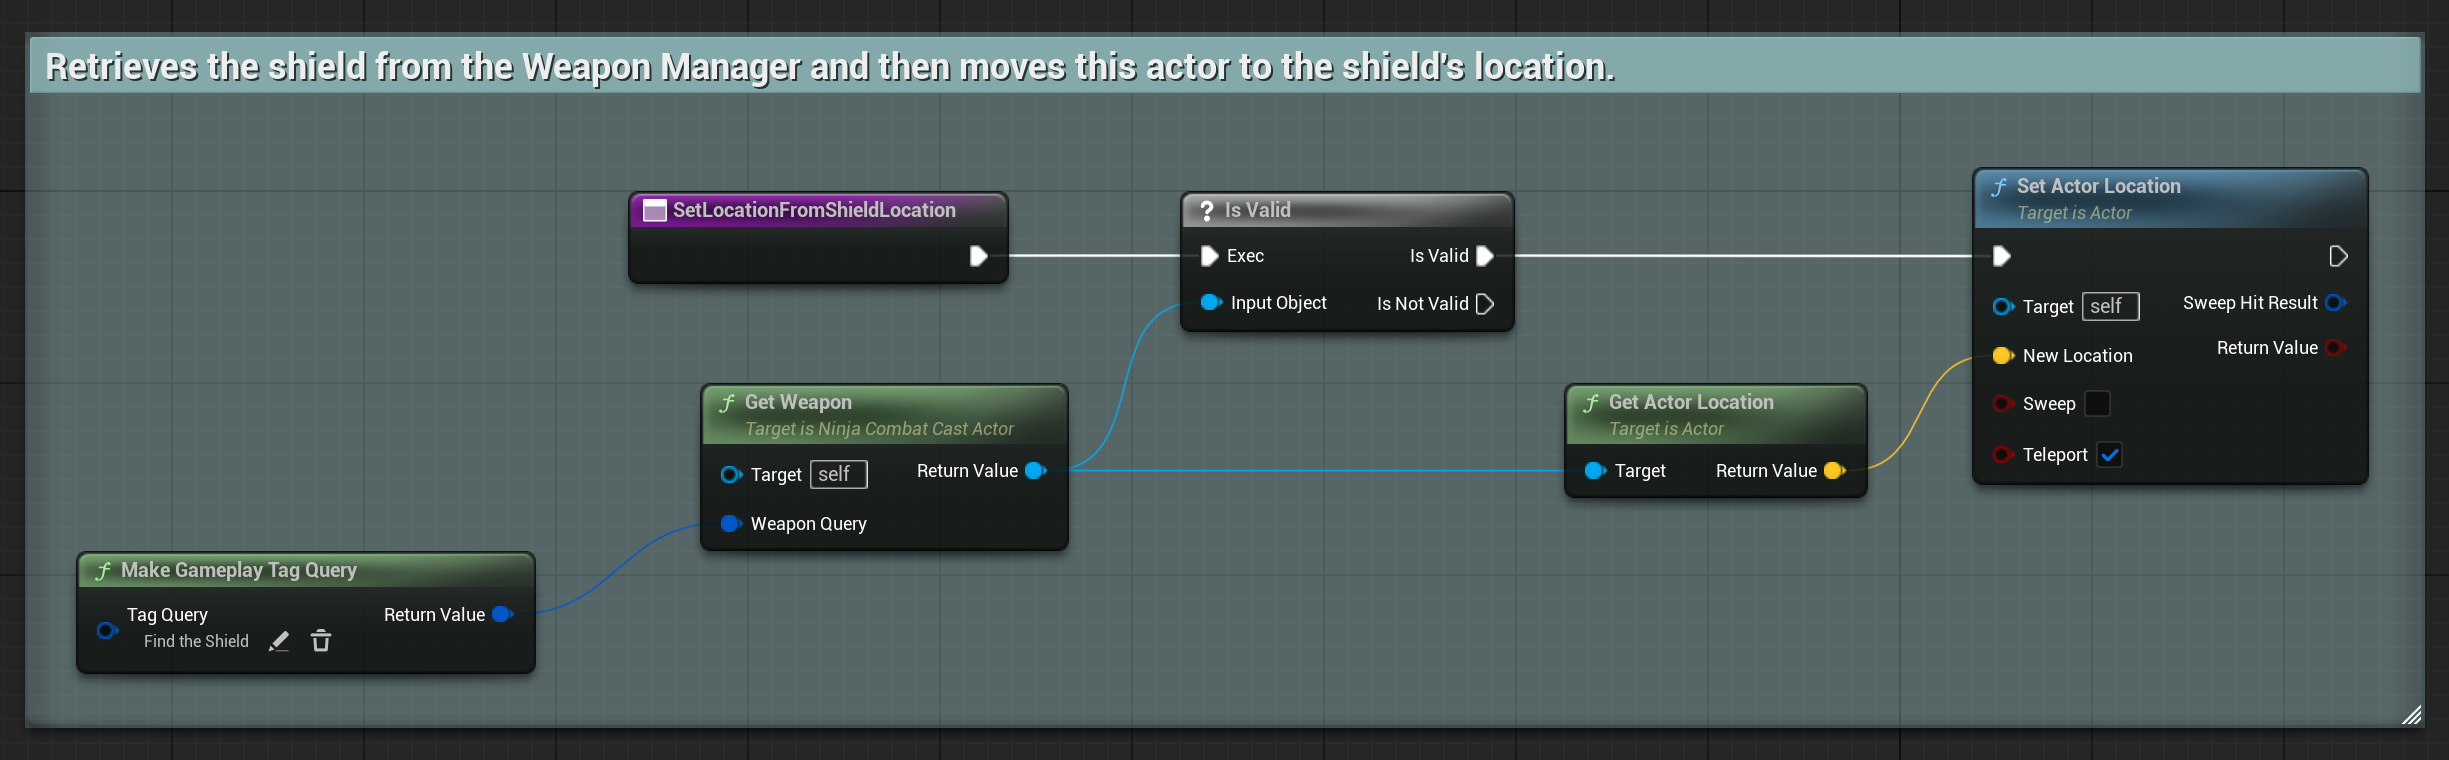 Retrieves the shield from the Weapon Manager and then moves this actor to the shield's location.
SetLocationFromShieldLocation
? Is Valid
Exec
Is Valid
Input Object
Is Not Valid
f Set Actor Location
Target is Actor
Target self
Sweep Hit Result
New Location
Return Value
Sweep
Teleport
f Get Weapon
Target is Ninja Combat Cast Actor
Target self
Return Value
Weapon Query
f Get Actor Location
Target is Actor
Target
Return Value
f Make Gameplay Tag Query
Tag Query
Return Value
Find the Shield